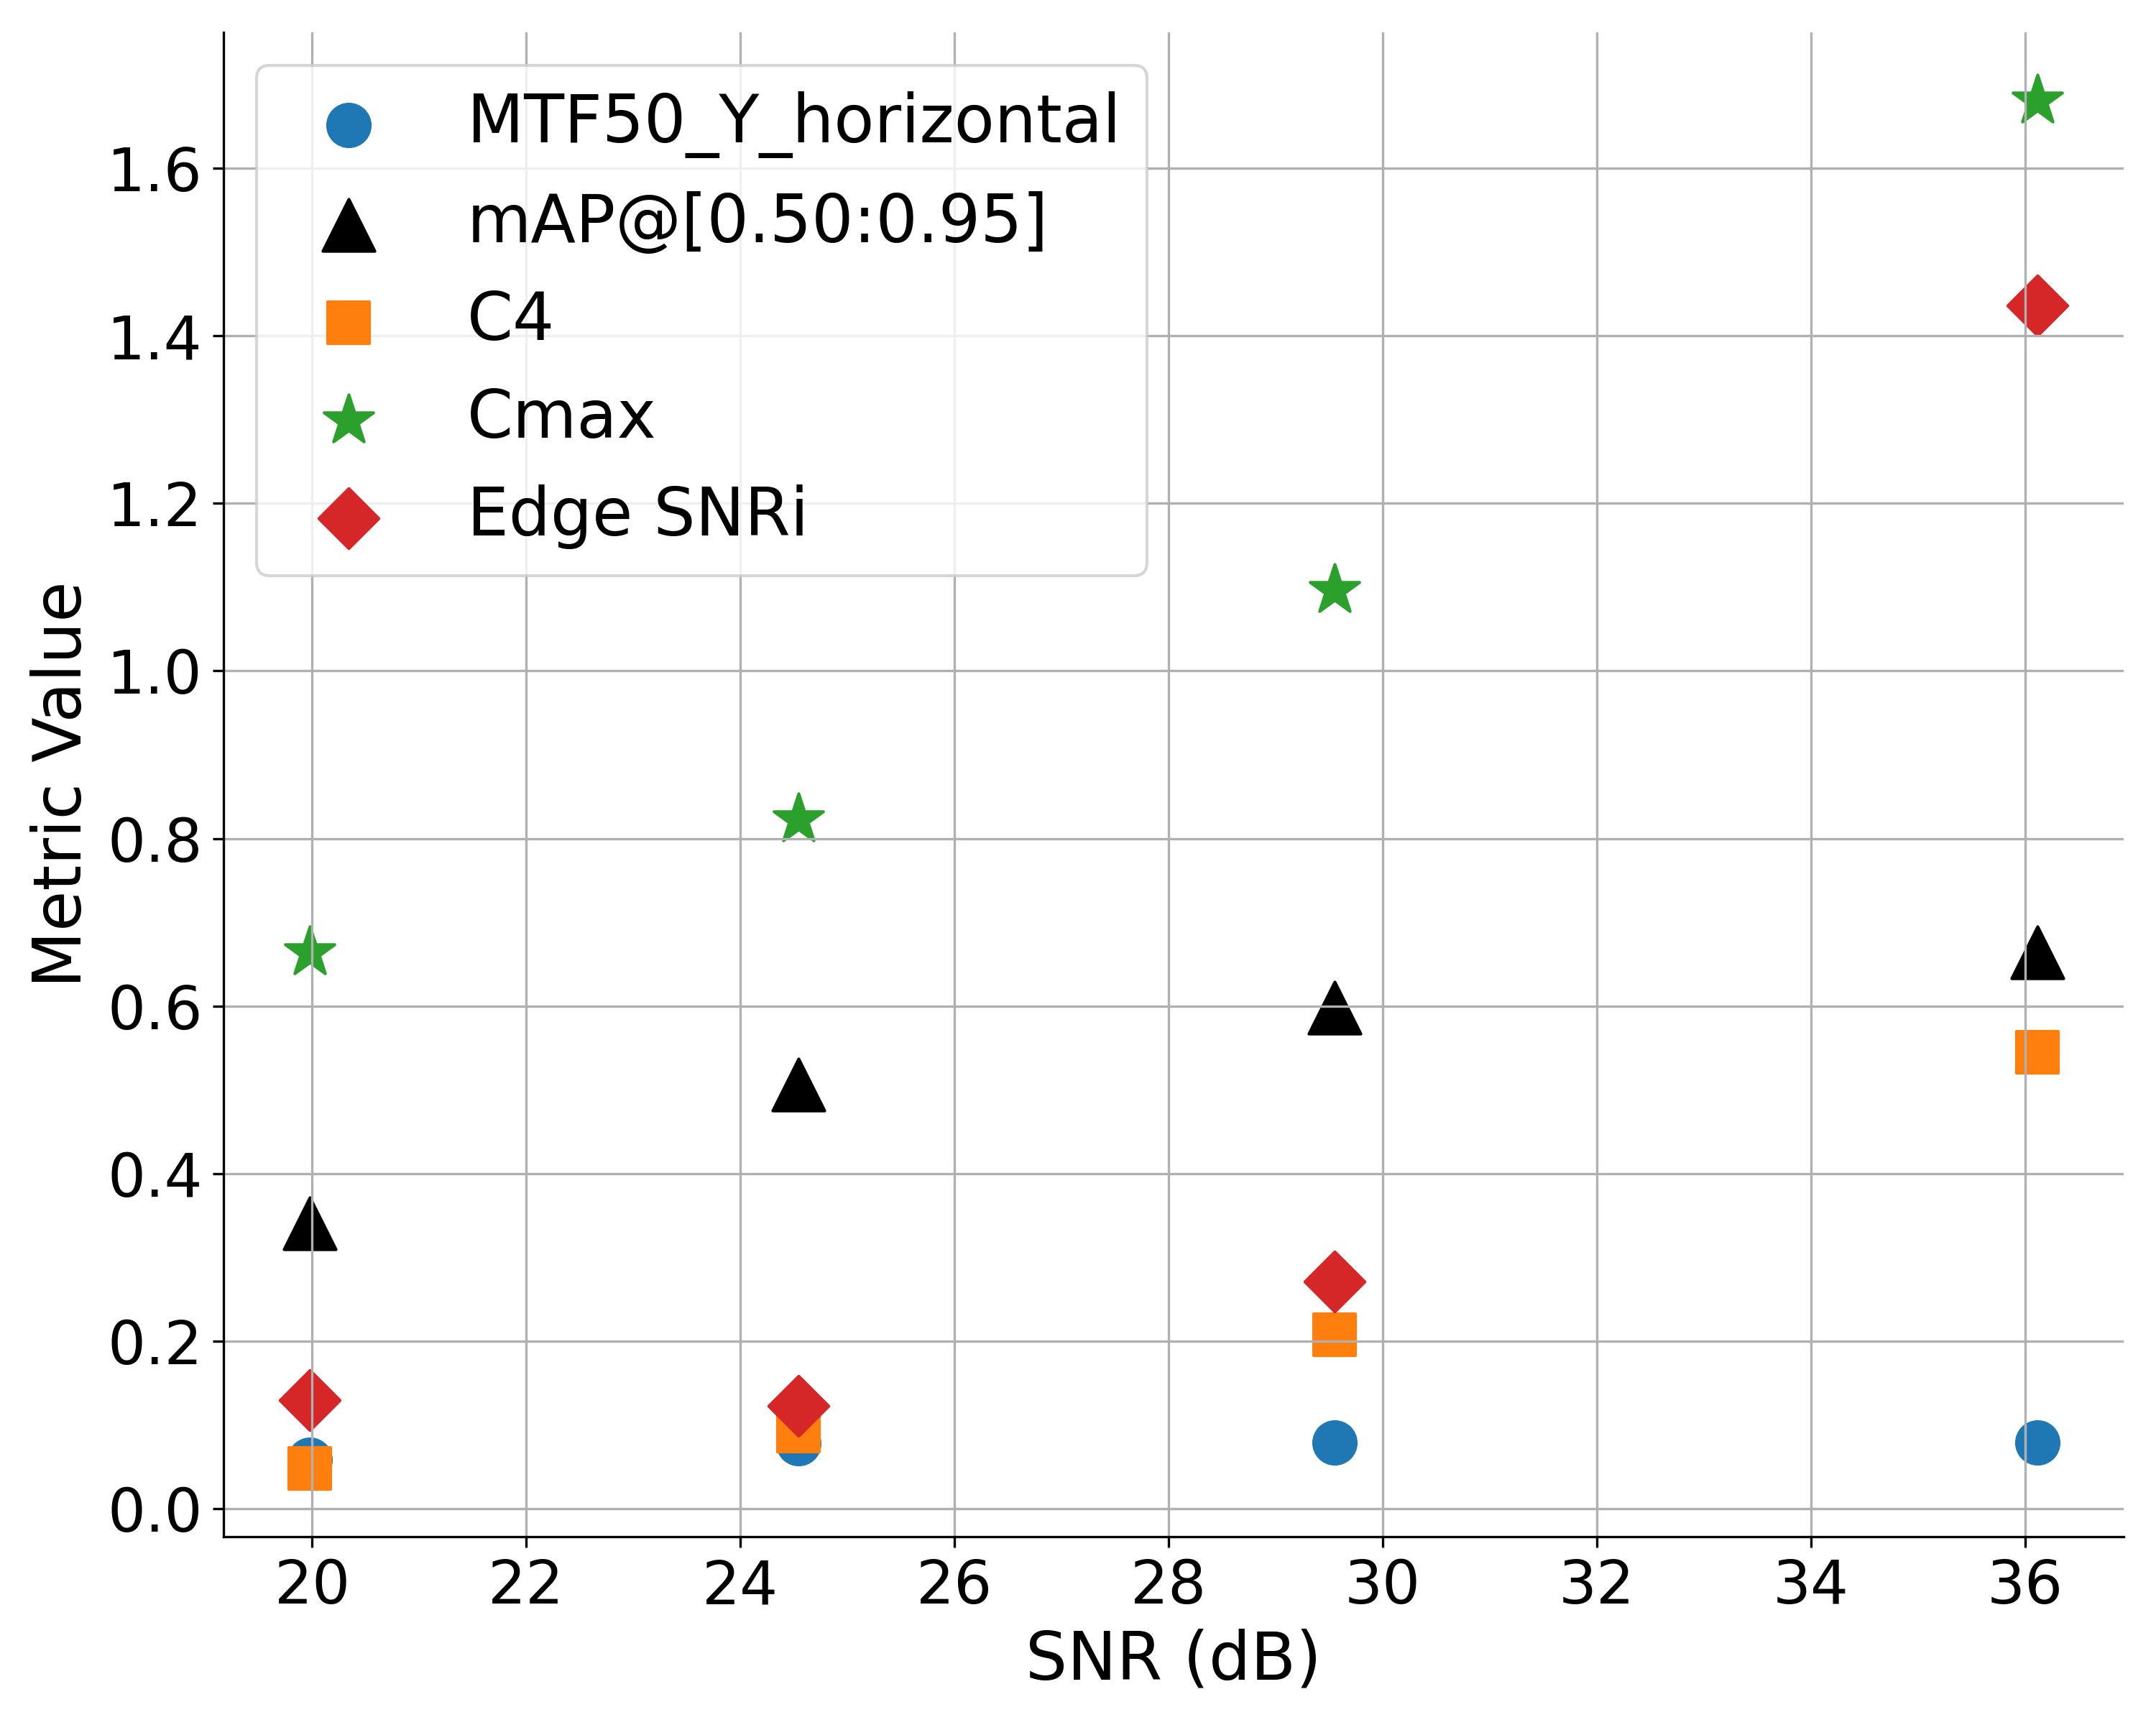 MTF50_Y_horizontal
mAP@[0.50:0.95]
C4
Cmax
Edge SNRi
Metric Value
1.6
1.4
1.2
1.0
0.8
0.6
0.4
0.2
0.0
20 22 24 26 28 30 32 34 36
SNR (dB)